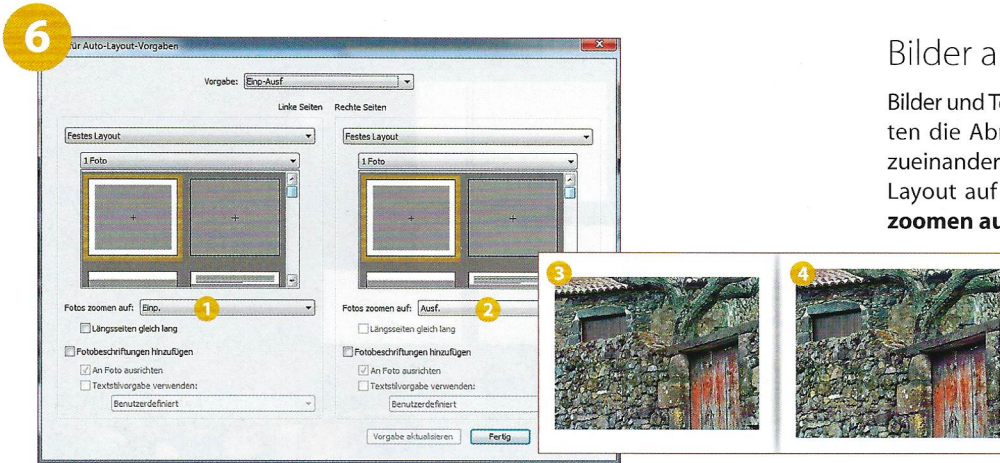 6
für Auto-Layout-Vorgaben
Vorgabe: Einp-Ausf
Linke Seiten Rechte Seiten
Festes Layout
1 Foto
Fotos zoomen auf: Einp. 1
Längsseiten gleich lang
Fotobeschriftungen hinzufügen
An Foto ausrichten
Textstilvorgabe verwenden:
Benutzerdefiniert
Festes Layout
1 Foto
Fotos zoomen auf: Ausf. 2
Längsseiten gleich lang
Fotobeschriftungen hinzufügen
An Foto ausrichten
Textstilvorgabe verwenden:
Benutzerdefiniert
Vorgabe aktualisieren Fertig
3
4
Bilder a
Bilder und T
ten die Ab
zueinander
Layout auf
zoomen au